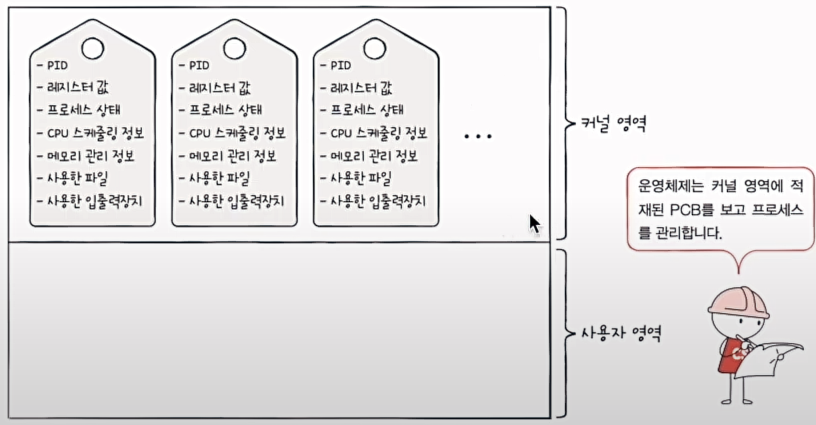 - PID
- 레지스터 값
- 프로세스 상태
- CPU 스케줄링 정보
- 메모리 관리 정보
- 사용한 파일
- 사용한 입출력장치
- PID
- 레지스터 값
- 프로세스 상태
- CPU 스케줄링 정보
- 메모리 관리 정보
- 사용한 파일
- 사용한 입출력장치
- PID
- 레지스터 값
- 프로세스 상태
- CPU 스케줄링 정보
- 메모리 관리 정보
- 사용한 파일
- 사용한 입출력장치
...
커널 영역
운영체제는 커널 영역에 적
재된 PCB를 보고 프로세스
를 관리합니다.
사용자 영역